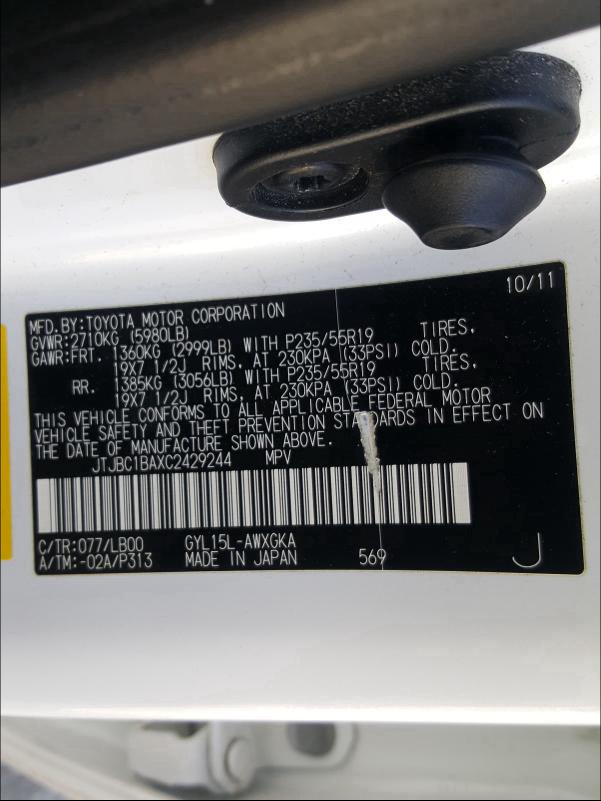 10/11
MFD.BY:TOYOTA MOTOR CORPORATION
GVWR:2710KG (5980LB)
GAWR:FRT. 1360KG (2999LB) WITH P235/55R19 TIRES,
19X7 1/2J RIMS, AT 230KPA (33PSI) COLD.
RR. 1385KG (3056LB) WITH P235/55R19 TIRES,
19X7 1/2J RIMS, AT 230KPA (33PSI) COLD.
THIS VEHICLE CONFORMS TO ALL APPLICABLE FEDERAL MOTOR
VEHICLE SAFETY AND THEFT PREVENTION STANDARDS IN EFFECT ON
THE DATE OF MANUFACTURE SHOWN ABOVE.
JTJBC1BAXC2429244 MPV
C/TR:077/LB00 GYL15L-AWXGKA
A/TM:-02A/P313 MADE IN JAPAN 569 J